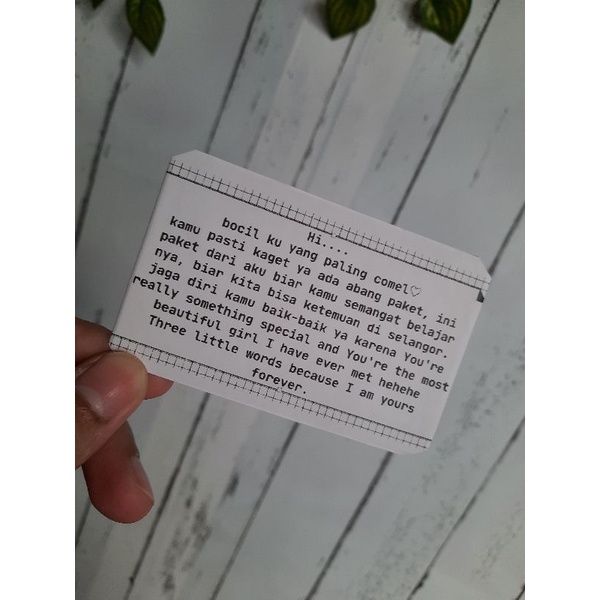 Hi....
bocil ku yang paling comel♡
kamu pasti kaget ya ada abang paket, ini
paket dari aku biar kamu semangat belajar
nya, biar kita bisa ketemuan di selangor.
jaga diri kamu baik-baik ya karena You're
really something special and You're the most
beautiful girl I have ever met hehehe
Three little words because I am yours
forever.